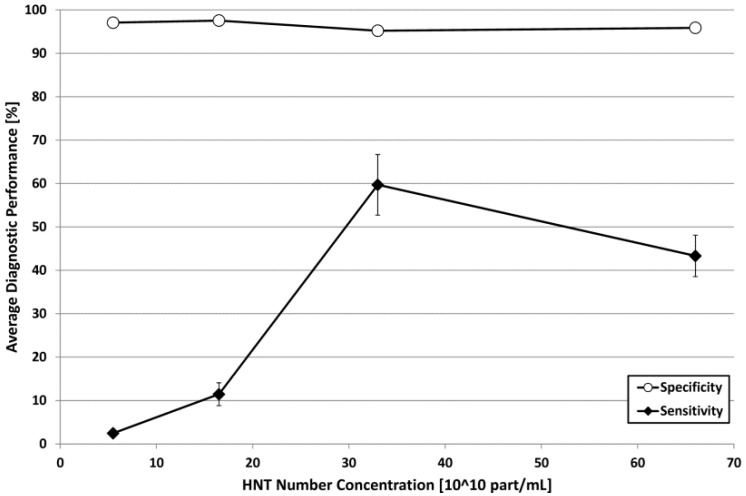 100
90
80
70
60
50
40
30
20
10
0
Average Diagnostic Performance [%]
Specificity
Sensitivity
0 10 20 30 40 50 60 70
HNT Number Concentration [10^10 part/mL]